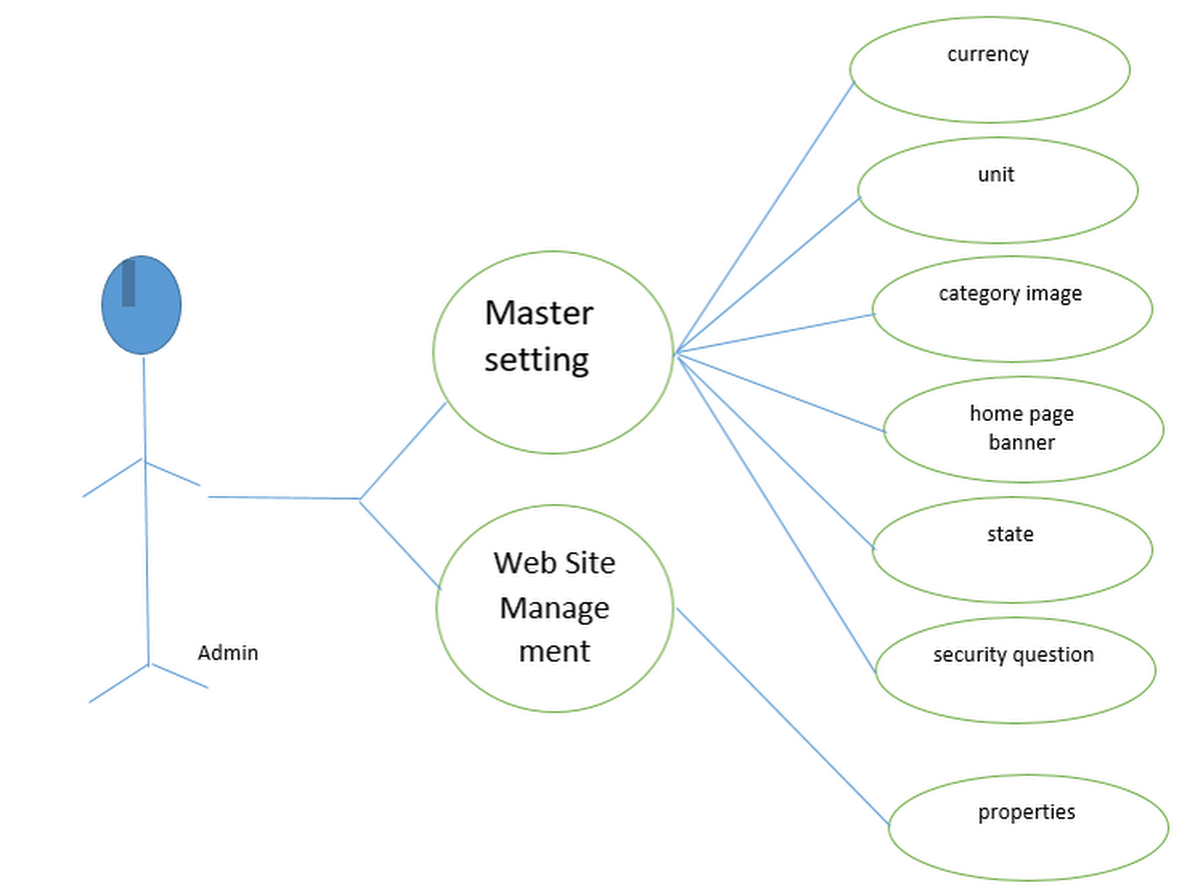 currency
unit
category image
home page
banner
state
security question
properties
Master
setting
Web Site
Manage
ment
Admin